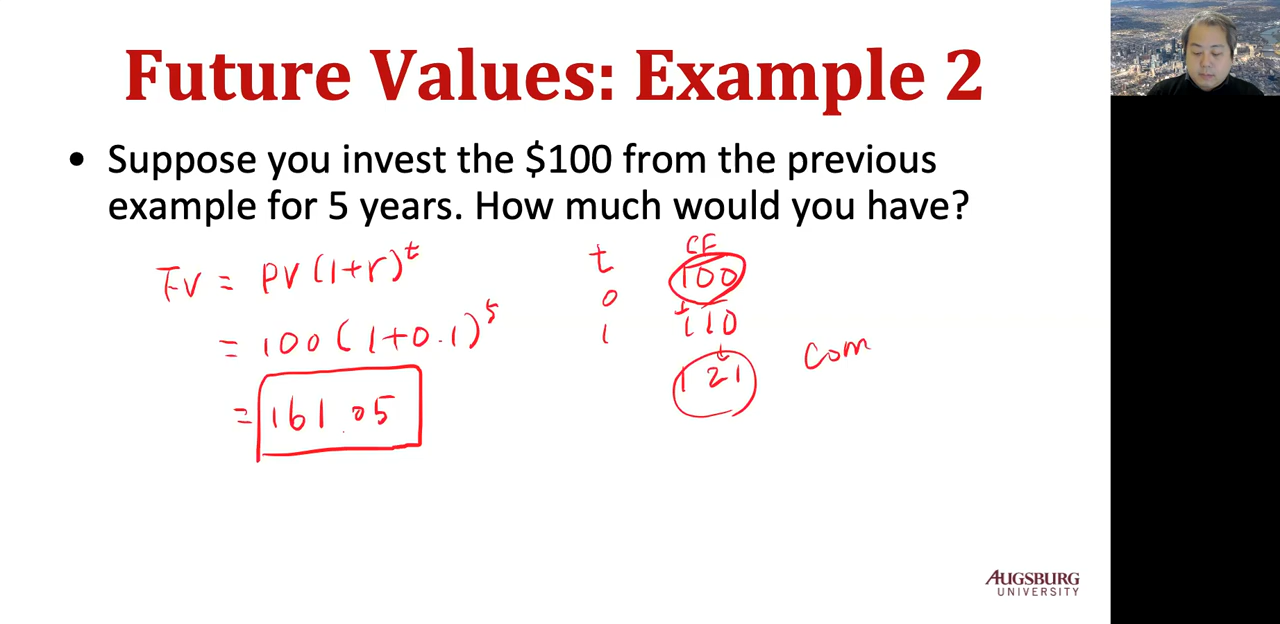 Future Values: Example 2
• Suppose you invest the $100 from the previous
example for 5 years. How much would you have?
FV = PV (1+r)^t
= 100 (1+0.1)^5
= 161.05
t CF
0 100
1 110
121
com
AUGSBURG
UNIVERSITY